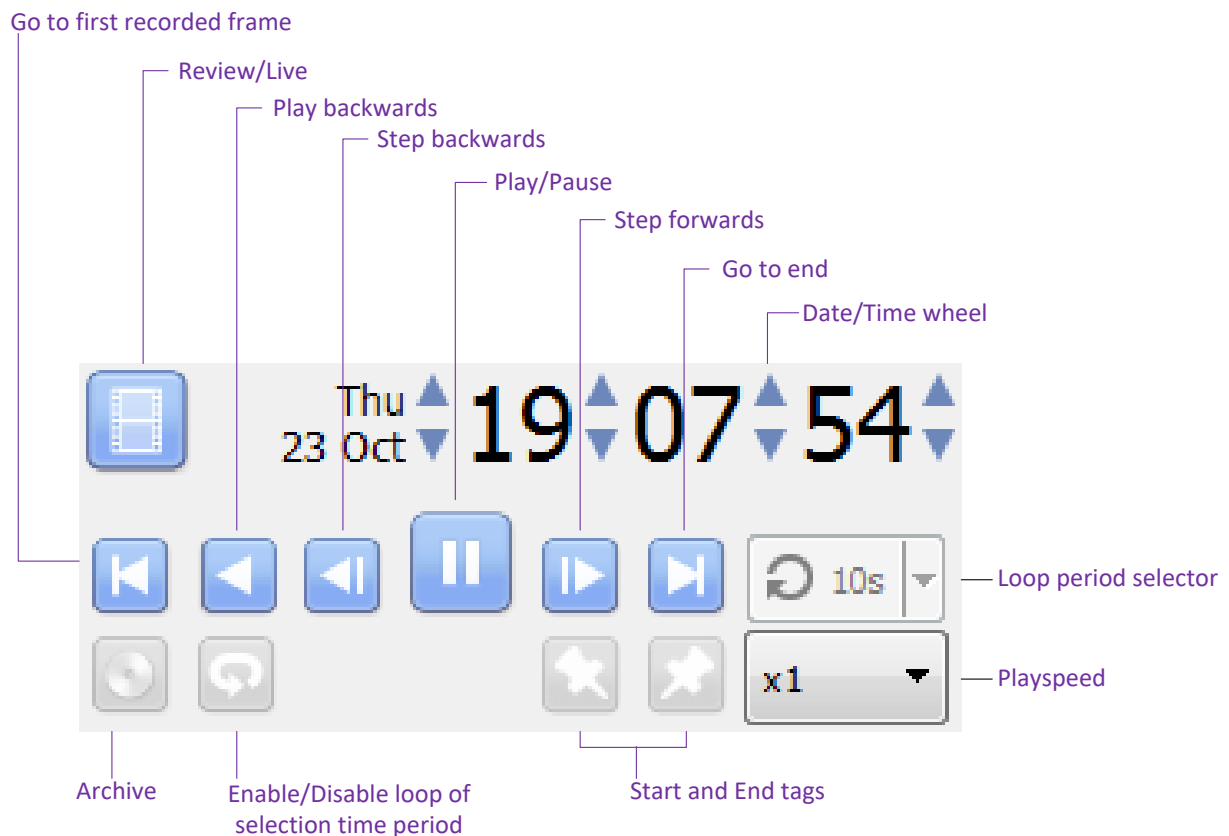 Go to first recorded frame
Review/Live
Play backwards
Step backwards
Play/Pause
Step forwards
Go to end
Date/Time wheel
Thu
23 Oct
19 07 54
10s
Loop period selector
x1
Playspeed
Archive
Enable/Disable loop of
selection time period
Start and End tags